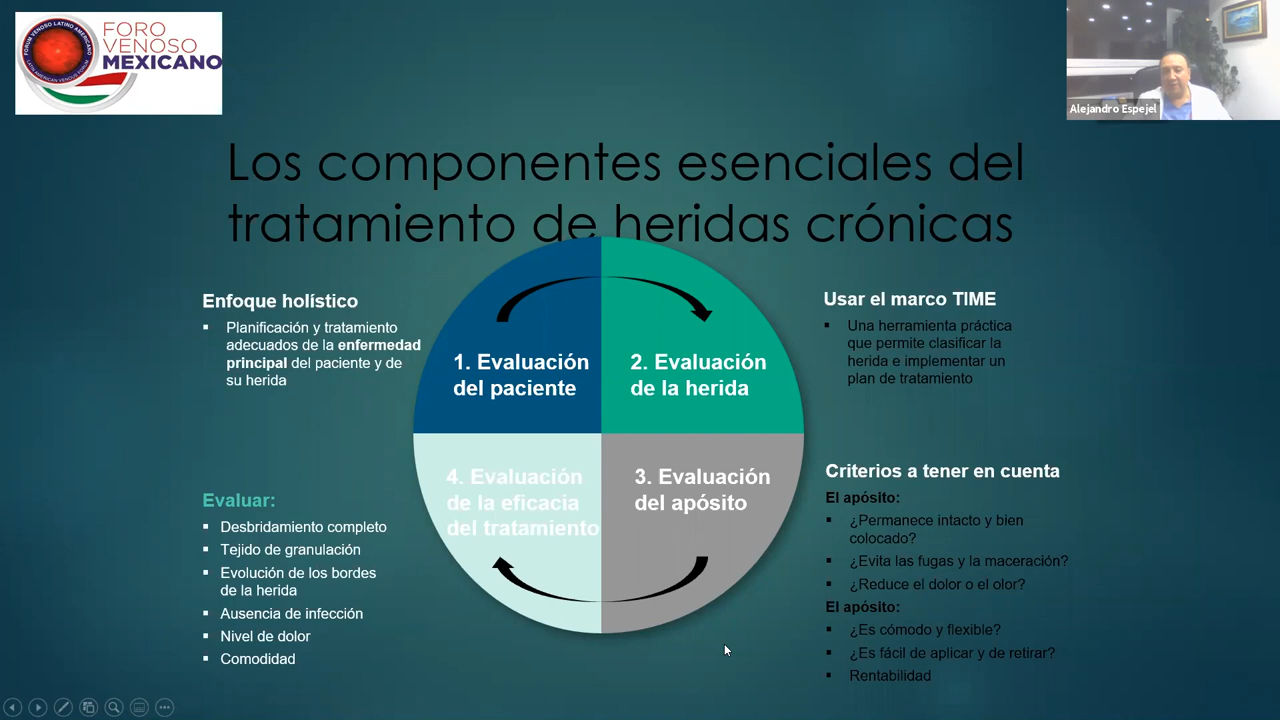 FORO
VENOSO
MEXICANO
FORUM VENOSO LATINO AMERICANO
LATIN AMERICAN VENOUS FORUM
Alejandro Espejel
Los componentes esenciales del
tratamiento de heridas crónicas
Enfoque holístico
▪ Planificación y tratamiento
adecuados de la enfermedad
principal del paciente y de
su herida
1. Evaluación
del paciente
2. Evaluación
de la herida
Usar el marco TIME
▪ Una herramienta práctica
que permite clasificar la
herida e implementar un
plan de tratamiento
4. Evaluación
de la eficacia
del tratamiento
3. Evaluación
del apósito
Evaluar:
▪ Desbridamiento completo
▪ Tejido de granulación
▪ Evolución de los bordes
de la herida
▪ Ausencia de infección
▪ Nivel de dolor
▪ Comodidad
Criterios a tener en cuenta
El apósito:
▪ ¿Permanece intacto y bien
colocado?
▪ ¿Evita las fugas y la maceración?
▪ ¿Reduce el dolor o el olor?
El apósito:
▪ ¿Es cómodo y flexible?
▪ ¿Es fácil de aplicar y de retirar?
▪ Rentabilidad